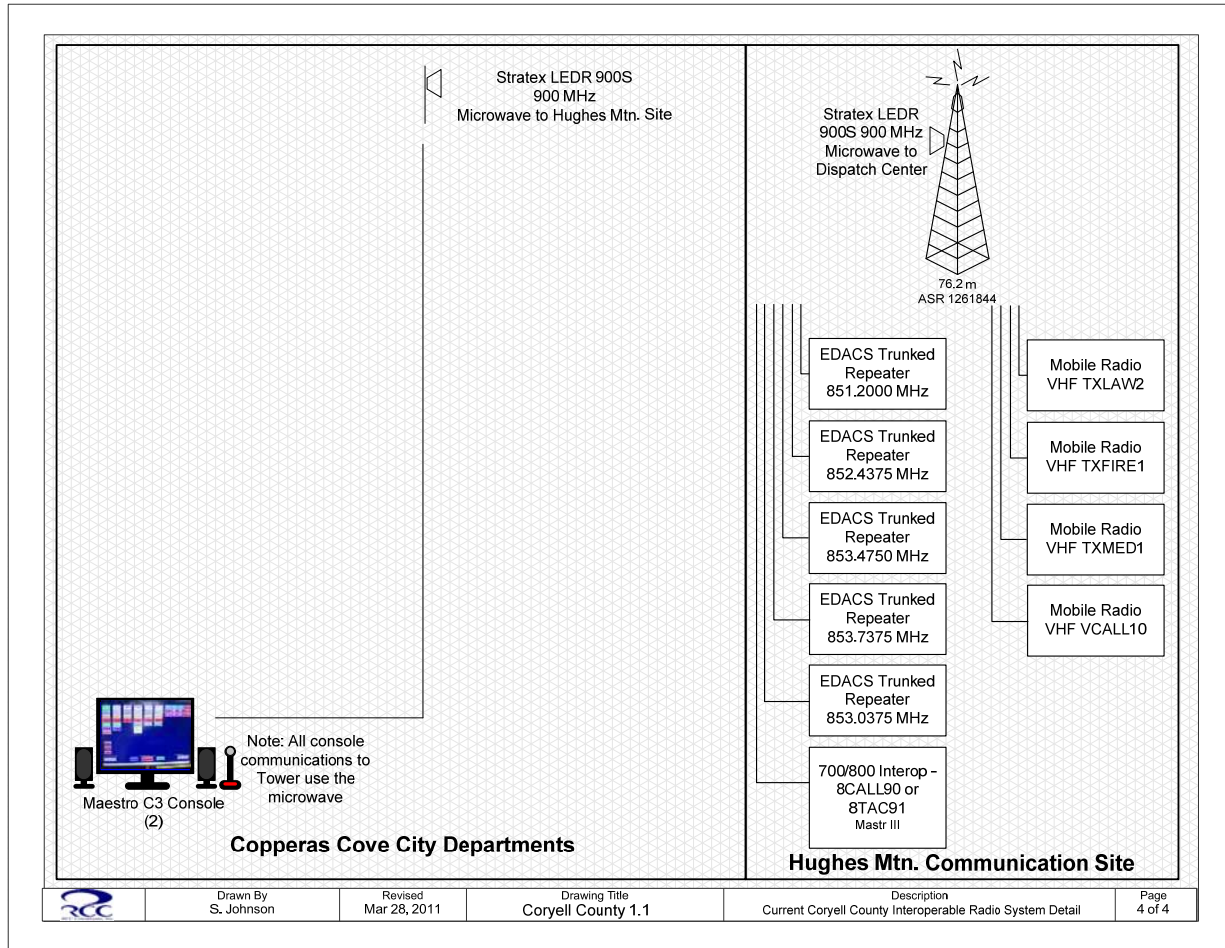 Stratex LEDR 900S
900 MHz
Microwave to Hughes Mtn. Site
Note: All console
communications to
Tower use the
microwave
Maestro C3 Console
(2)
Copperas Cove City Departments
Stratex LEDR
900S 900 MHz
Microwave to
Dispatch Center
76.2 m
ASR 1261844
EDACS Trunked
Repeater
851.2000 MHz
EDACS Trunked
Repeater
852.4375 MHz
EDACS Trunked
Repeater
853.4750 MHz
EDACS Trunked
Repeater
853.7375 MHz
EDACS Trunked
Repeater
853.0375 MHz
700/800 Interop –
8CALL90 or
8TAC91
Mastr III
Mobile Radio
VHF TXLAW2
Mobile Radio
VHF TXFIRE1
Mobile Radio
VHF TXMED1
Mobile Radio
VHF VCALL10
Hughes Mtn. Communication Site
RCC
Drawn By
S. Johnson
Revised
Mar 28, 2011
Drawing Title
Coryell County 1.1
Description
Current Coryell County Interoperable Radio System Detail
Page
4 of 4